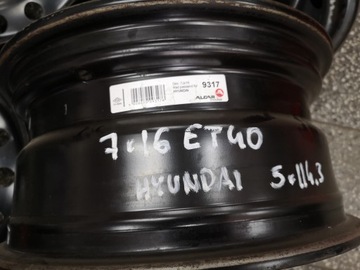 9317
ALCAR
7x16 ET40
HYUNDAI 5x114,3